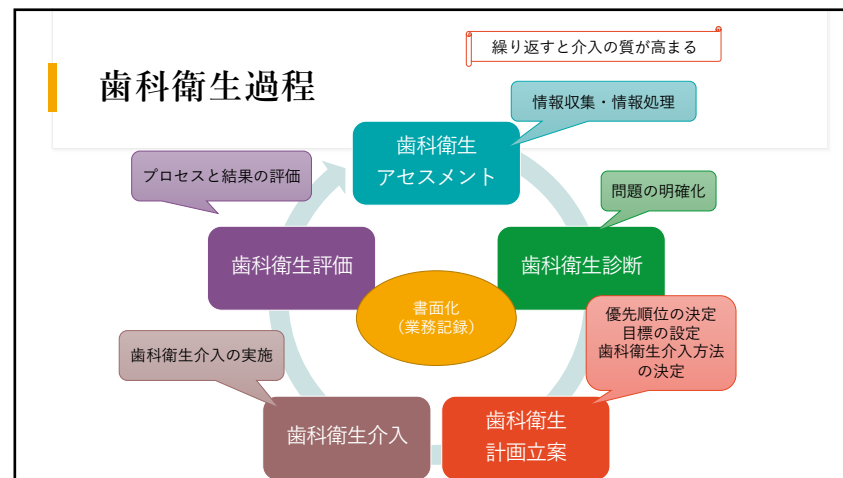 繰り返すと介入の質が高まる
歯科衛生過程
情報収集・情報処理
歯科衛生
アセスメント
プロセスと結果の評価
問題の明確化
歯科衛生評価
歯科衛生診断
書面化
（業務記録）
優先順位の決定
目標の設定
歯科衛生介入方法
の決定
歯科衛生介入の実施
歯科衛生介入
歯科衛生
計画立案